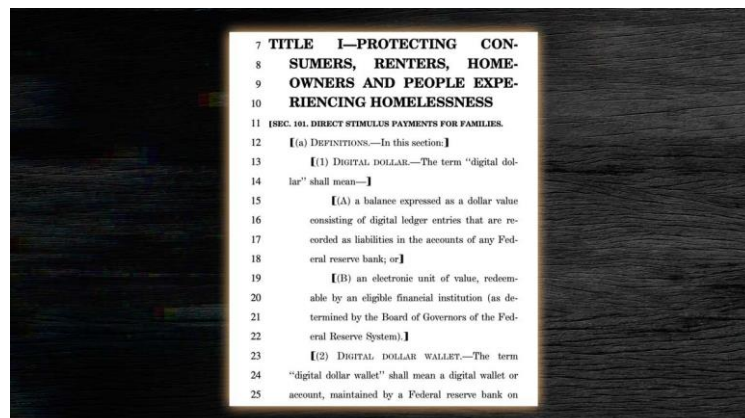 7 TITLE I—PROTECTING CON-
8 SUMERS, RENTERS, HOME-
9 OWNERS AND PEOPLE EXPE-
10 RIENCING HOMELESSNESS
11 [SEC. 101. DIRECT STIMULUS PAYMENTS FOR FAMILIES.
12 [(a) DEFINITIONS.—In this section:]
13 [(1) DIGITAL DOLLAR.—The term “digital dol-
14 lar” shall mean—]
15 [(A) a balance expressed as a dollar value
16 consisting of digital ledger entries that are re-
17 corded as liabilities in the accounts of any Fed-
18 eral reserve bank; or]
19 [(B) an electronic unit of value, redeem-
20 able by an eligible financial institution (as de-
21 termined by the Board of Governors of the Fed-
22 eral Reserve System).]
23 [(2) DIGITAL DOLLAR WALLET.—The term
24 “digital dollar wallet” shall mean a digital wallet or
25 account, maintained by a Federal reserve bank on